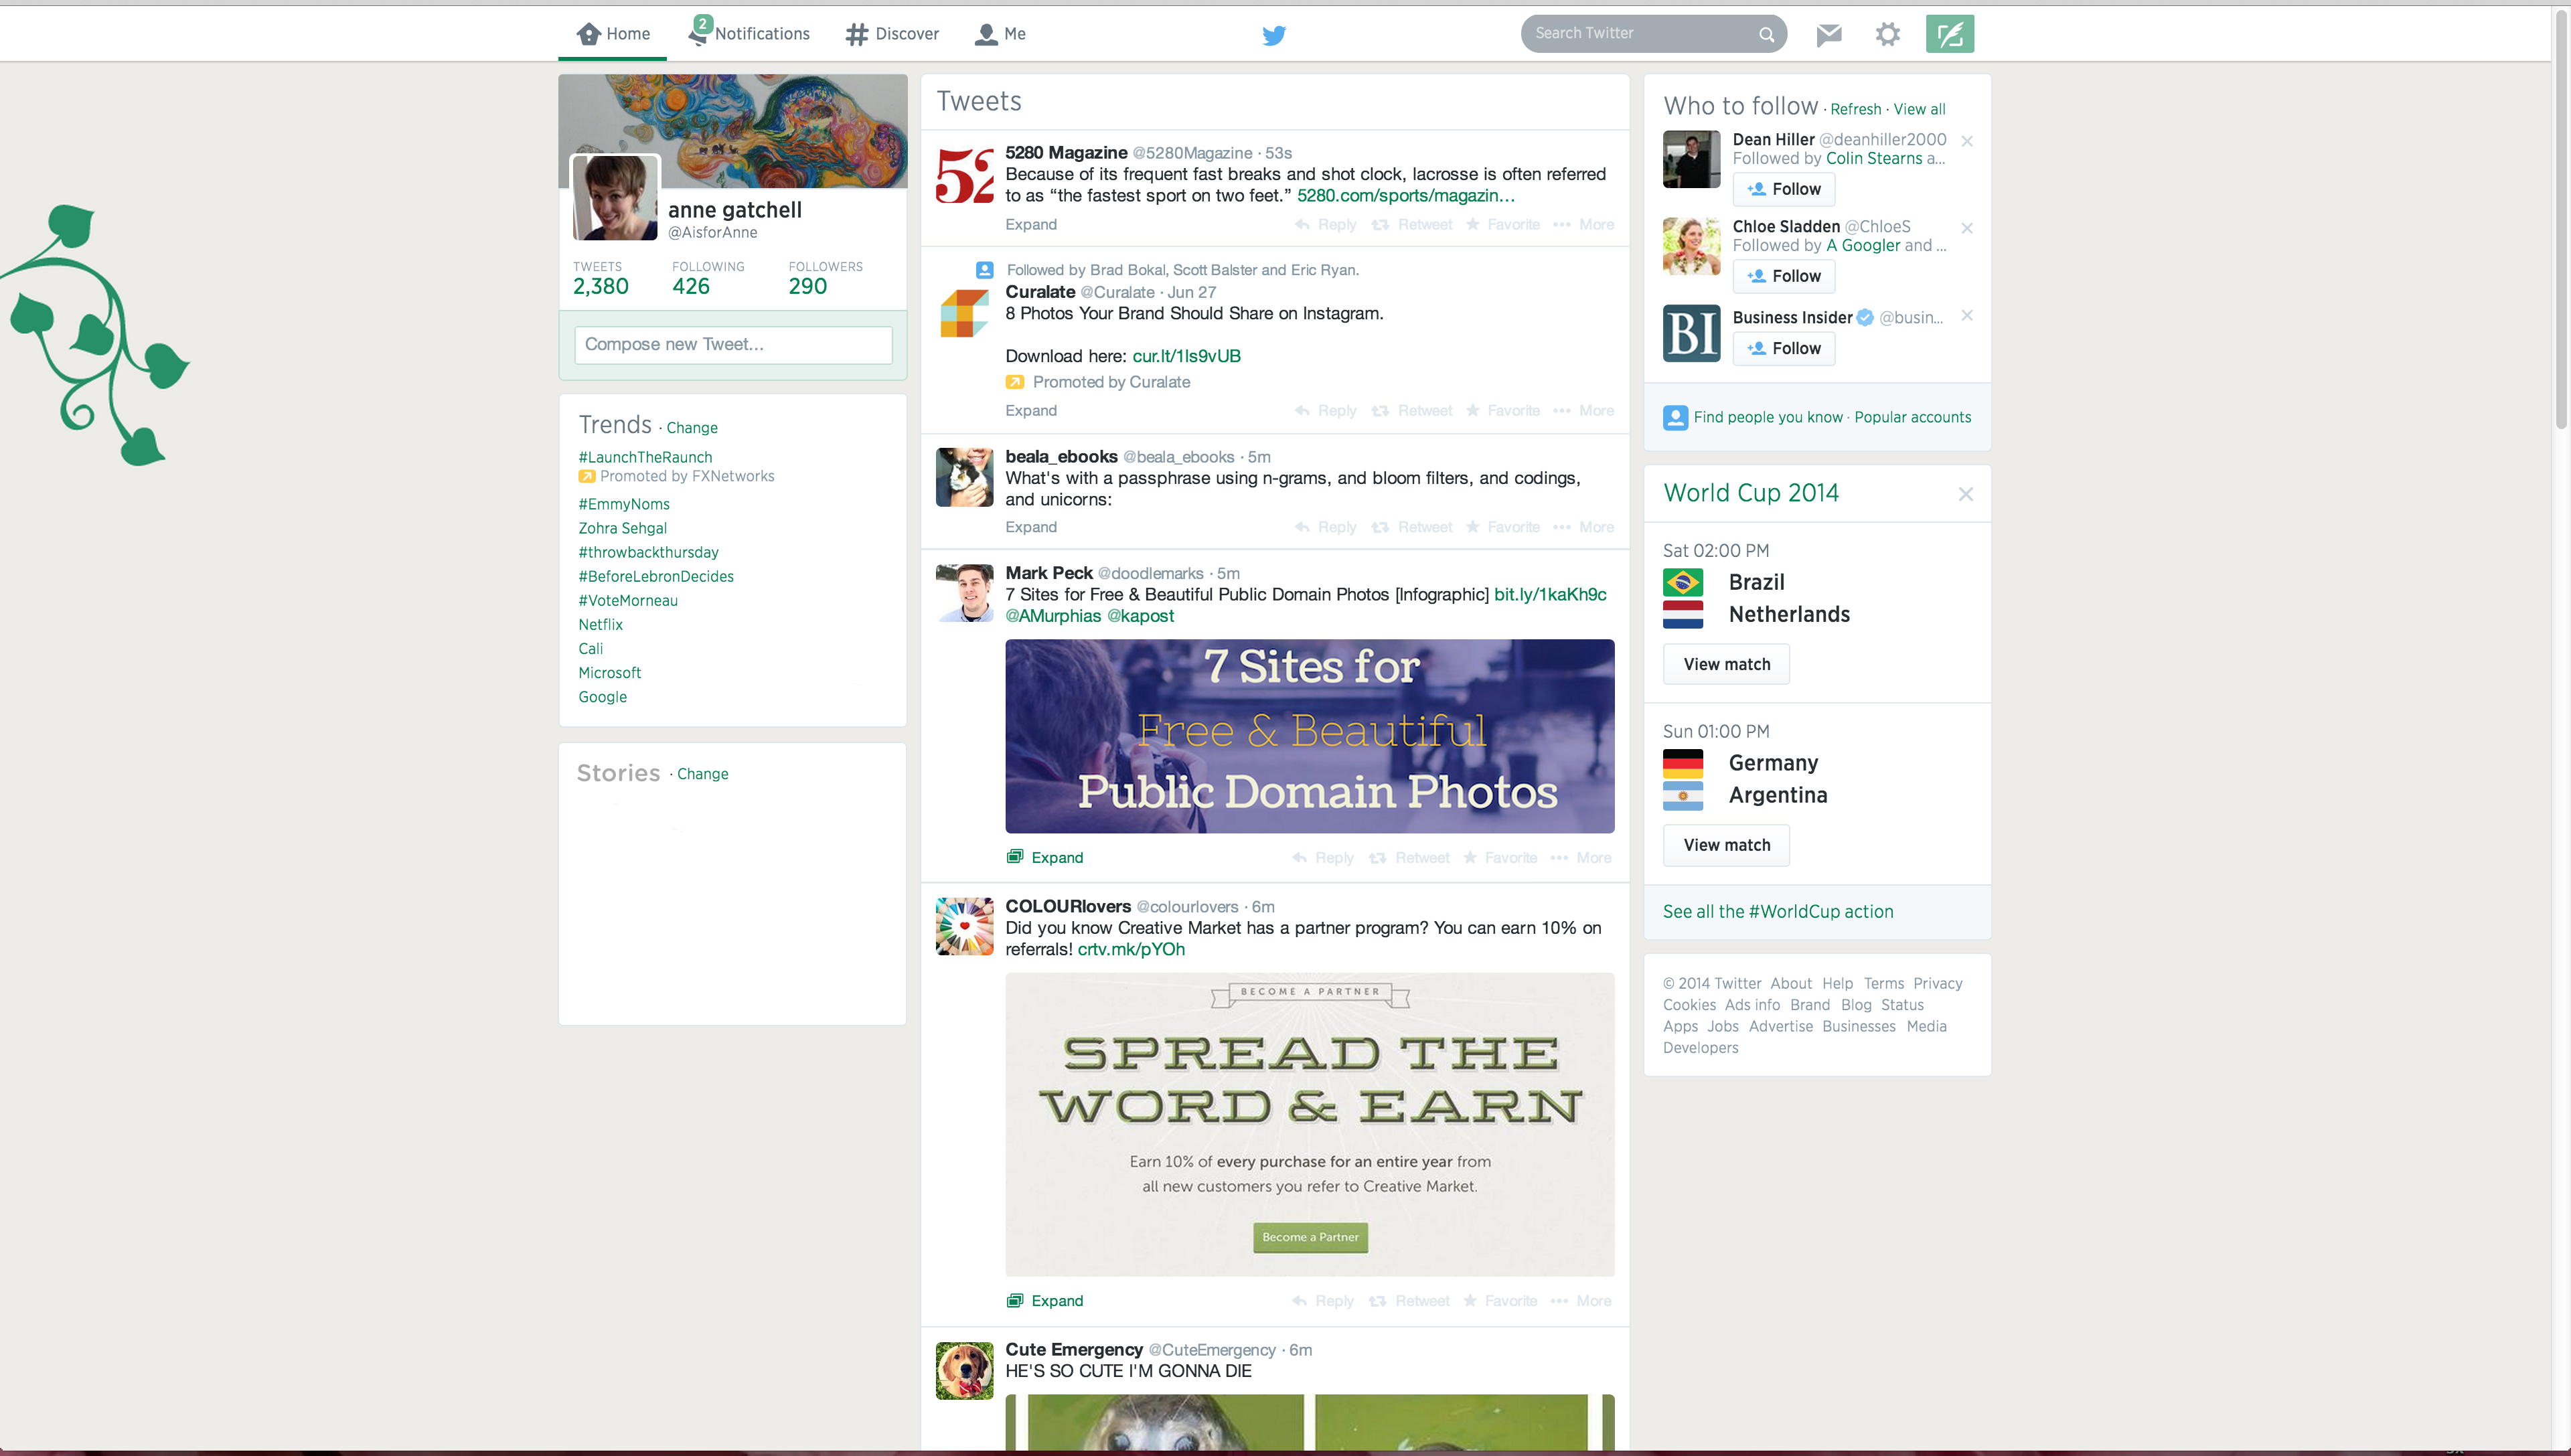 Home
2
Notifications
Discover
Me
Search Twitter
anne gatchell
@AisforAnne
TWEETS FOLLOWING FOLLOWERS
2,380 426 290
Compose new Tweet...
Trends · Change
#LaunchTheRaunch
Promoted by FXNetworks
#EmmyNoms
Zohra Sehgal
#throwbackthursday
#BeforeLebronDecides
#VoteMorneau
Netflix
Cali
Microsoft
Google
Stories · Change
Tweets
52
5280 Magazine @5280Magazine · 53s
Because of its frequent fast breaks and shot clock, lacrosse is often referred
to as “the fastest sport on two feet.” 5280.com/sports/magazin…
Expand Reply Retweet Favorite More
Followed by Brad Bokal, Scott Balster and Eric Ryan.
Curalate @Curalate · Jun 27
8 Photos Your Brand Should Share on Instagram.
Download here: cur.lt/1ls9vUB
Promoted by Curalate
Expand Reply Retweet Favorite More
beala_ebooks @beala_ebooks · 5m
What's with a passphrase using n-grams, and bloom filters, and codings,
and unicorns:
Expand Reply Retweet Favorite More
Mark Peck @doodlemarks · 5m
7 Sites for Free & Beautiful Public Domain Photos [Infographic] bit.ly/1kaKh9c
@AMurphias @kapost
7 Sites for
Free & Beautiful
Public Domain Photos
Expand Reply Retweet Favorite More
COLOURlovers @colourlovers · 6m
Did you know Creative Market has a partner program? You can earn 10% on
referrals! crtv.mk/pYOh
BECOME A PARTNER
SPREAD THE
WORD & EARN
Earn 10% of every purchase for an entire year from
all new customers you refer to Creative Market.
Become a Partner
Expand Reply Retweet Favorite More
Cute Emergency @CuteEmergency · 6m
HE'S SO CUTE I'M GONNA DIE
Who to follow · Refresh · View all
Dean Hiller @deanhiller2000
Followed by Colin Stearns a...
Follow
Chloe Sladden @ChloeS
Followed by A Googler and ...
Follow
BI
Business Insider @busin...
Follow
Find people you know · Popular accounts
World Cup 2014
Sat 02:00 PM
Brazil
Netherlands
View match
Sun 01:00 PM
Germany
Argentina
View match
See all the #WorldCup action
© 2014 Twitter About Help Terms Privacy
Cookies Ads info Brand Blog Status
Apps Jobs Advertise Businesses Media
Developers